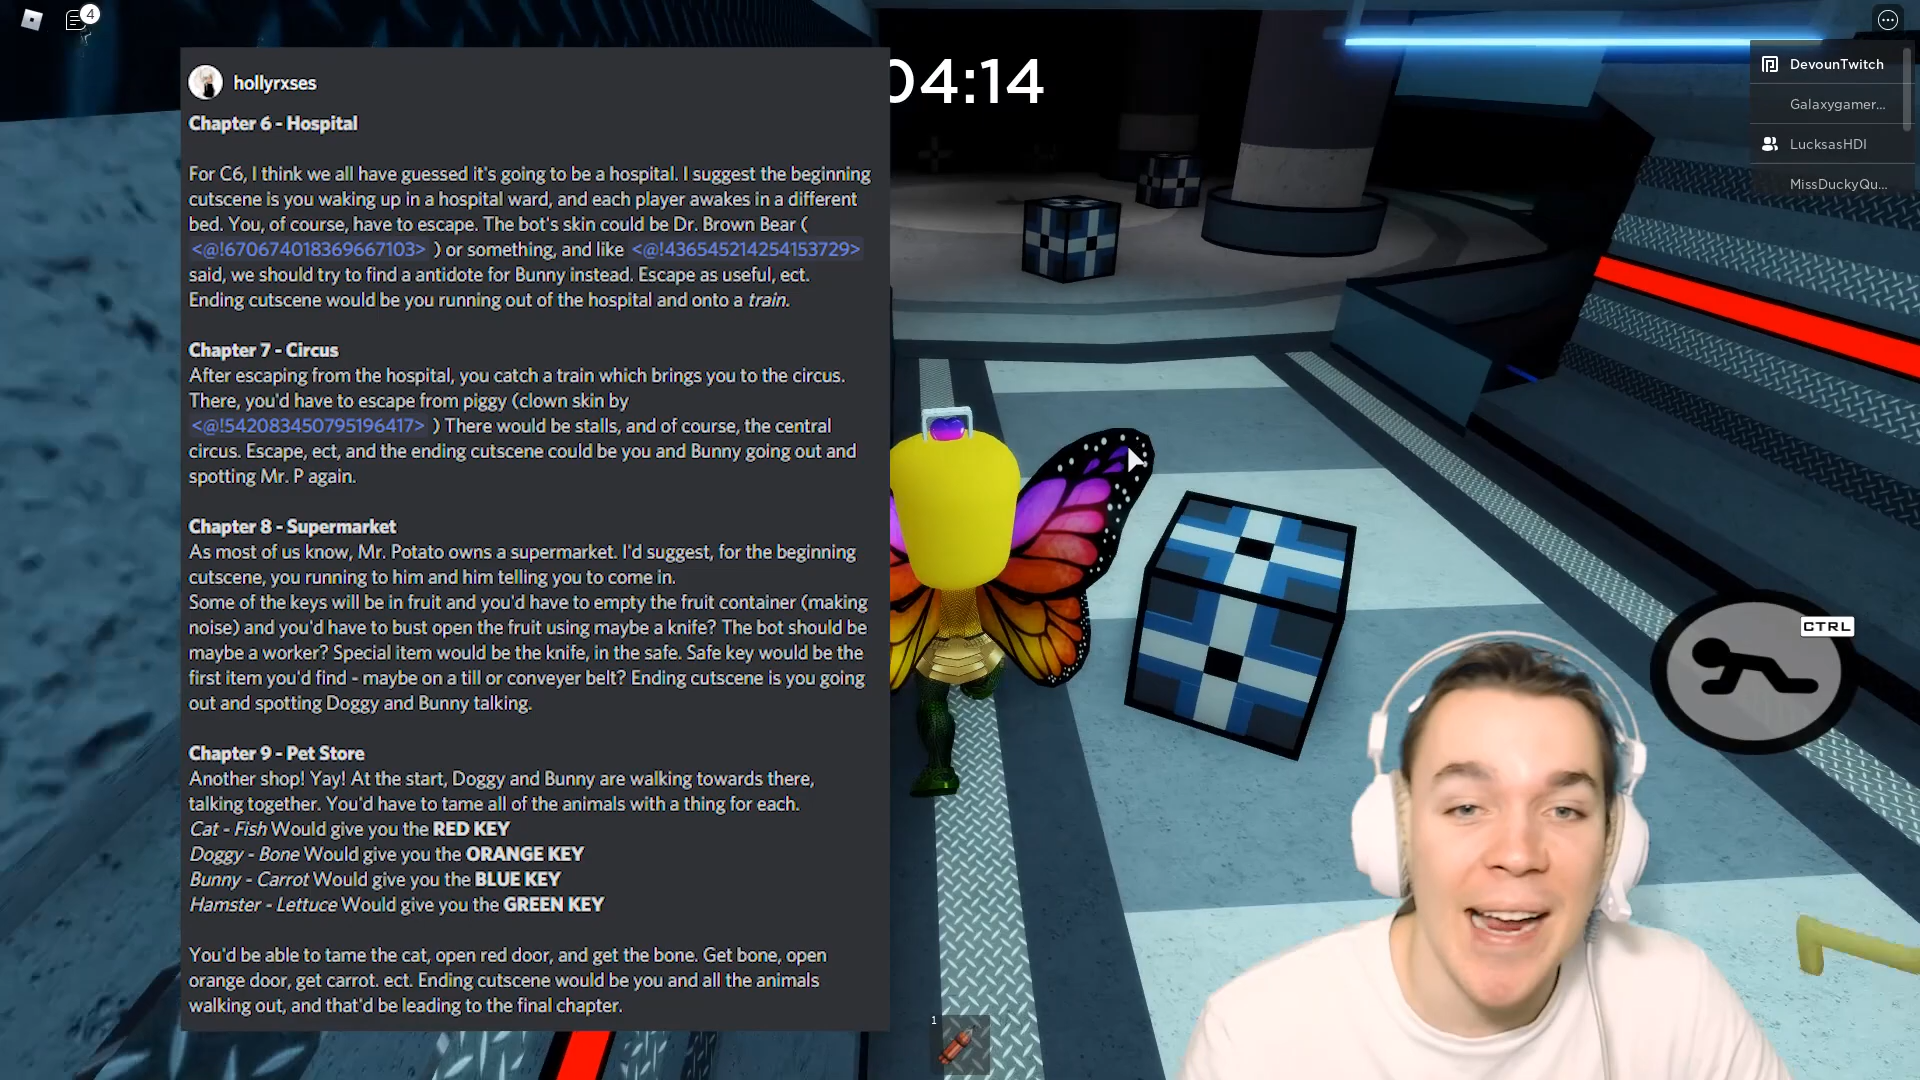 4
04:14
DevounTwitch
Galaxygamer...
LucksasHDI
MissDuckyQu...
hollyrxses
Chapter 6 - Hospital
For C6, I think we all have guessed it's going to be a hospital. I suggest the beginning
cutscene is you waking up in a hospital ward, and each player awakes in a different
bed. You, of course, have to escape. The bot's skin could be Dr. Brown Bear (
<@!670674018369667103> ) or something, and like <@!436545214254153729>
said, we should try to find a antidote for Bunny instead. Escape as useful, ect.
Ending cutscene would be you running out of the hospital and onto a train.
Chapter 7 - Circus
After escaping from the hospital, you catch a train which brings you to the circus.
There, you'd have to escape from piggy (clown skin by
<@!542083450795196417> ) There would be stalls, and of course, the central
circus. Escape, ect, and the ending cutscene could be you and Bunny going out and
spotting Mr. P again.
Chapter 8 - Supermarket
As most of us know, Mr. Potato owns a supermarket. I'd suggest, for the beginning
cutscene, you running to him and him telling you to come in.
Some of the keys will be in fruit and you'd have to empty the fruit container (making
noise) and you'd have to bust open the fruit using maybe a knife? The bot should be
maybe a worker? Special item would be the knife, in the safe. Safe key would be the
first item you'd find - maybe on a till or conveyer belt? Ending cutscene is you going
out and spotting Doggy and Bunny talking.
Chapter 9 - Pet Store
Another shop! Yay! At the start, Doggy and Bunny are walking towards there,
talking together. You'd have to tame all of the animals with a thing for each.
Cat - Fish Would give you the RED KEY
Doggy - Bone Would give you the ORANGE KEY
Bunny - Carrot Would give you the BLUE KEY
Hamster - Lettuce Would give you the GREEN KEY
You'd be able to tame the cat, open red door, and get the bone. Get bone, open
orange door, get carrot. ect. Ending cutscene would be you and all the animals
walking out, and that'd be leading to the final chapter.
CTRL
1